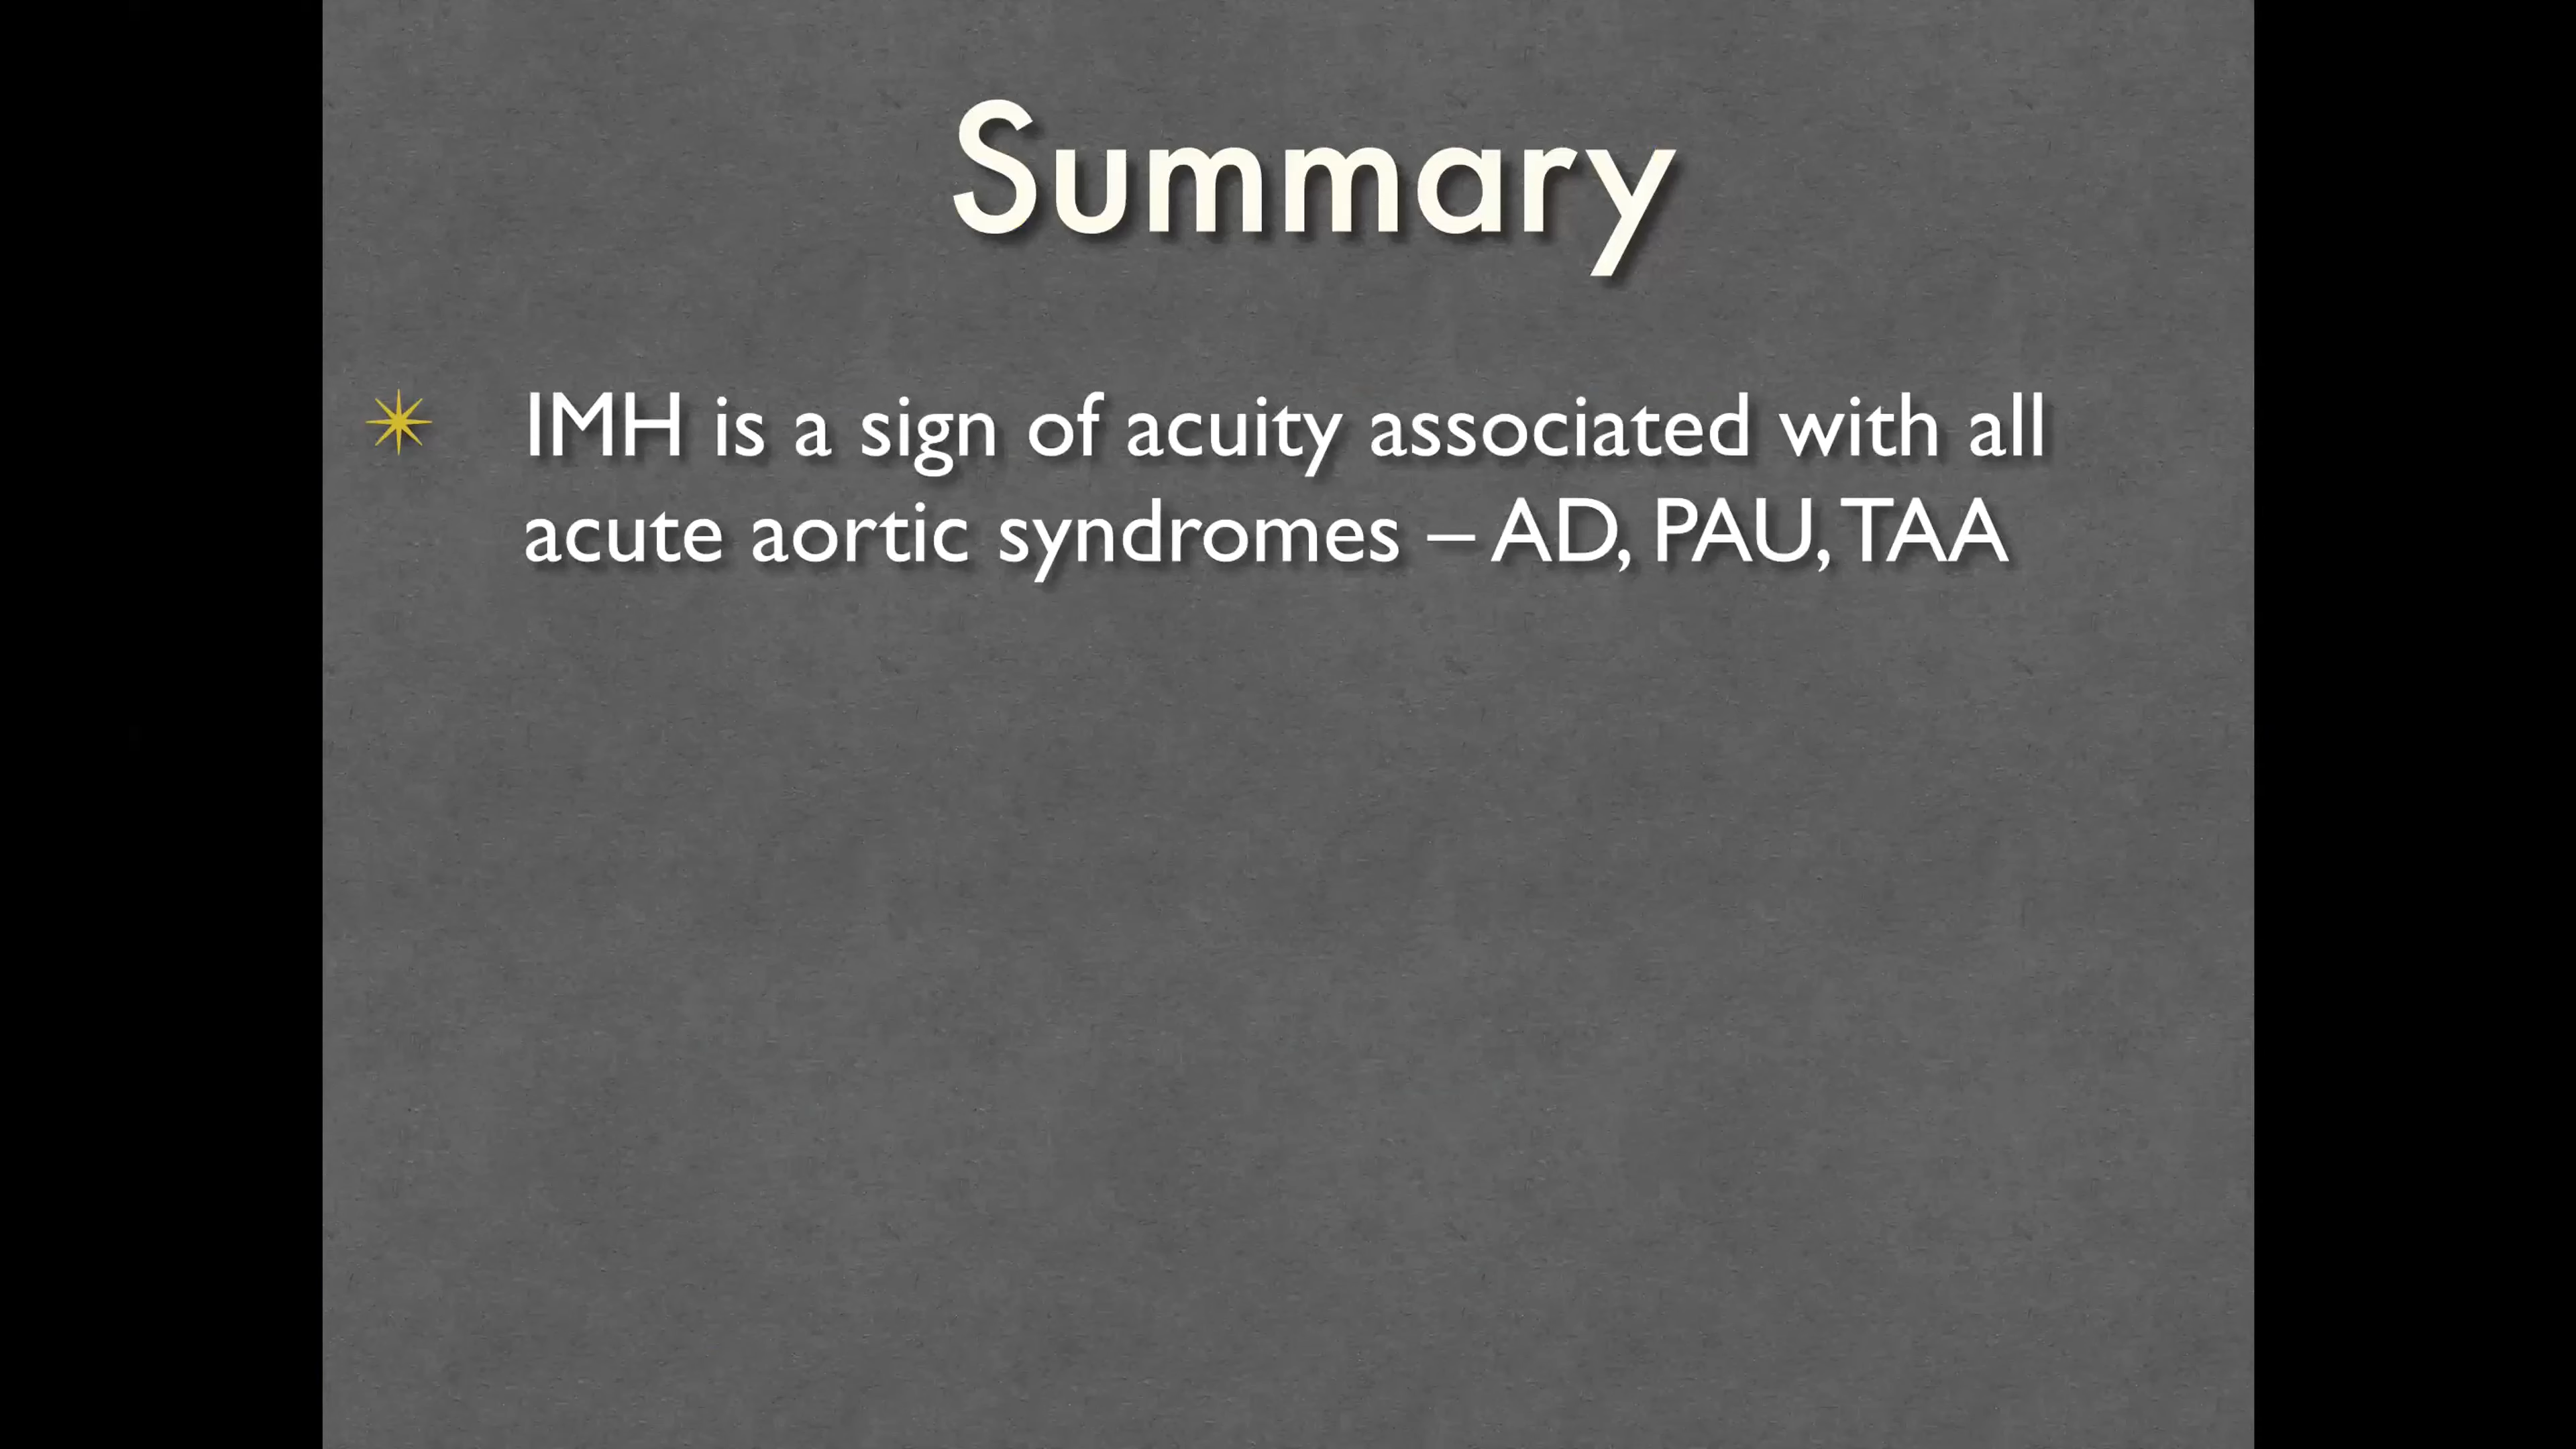 Summary
IMH is a sign of acuity associated with all
acute aortic syndromes – AD, PAU, TAA